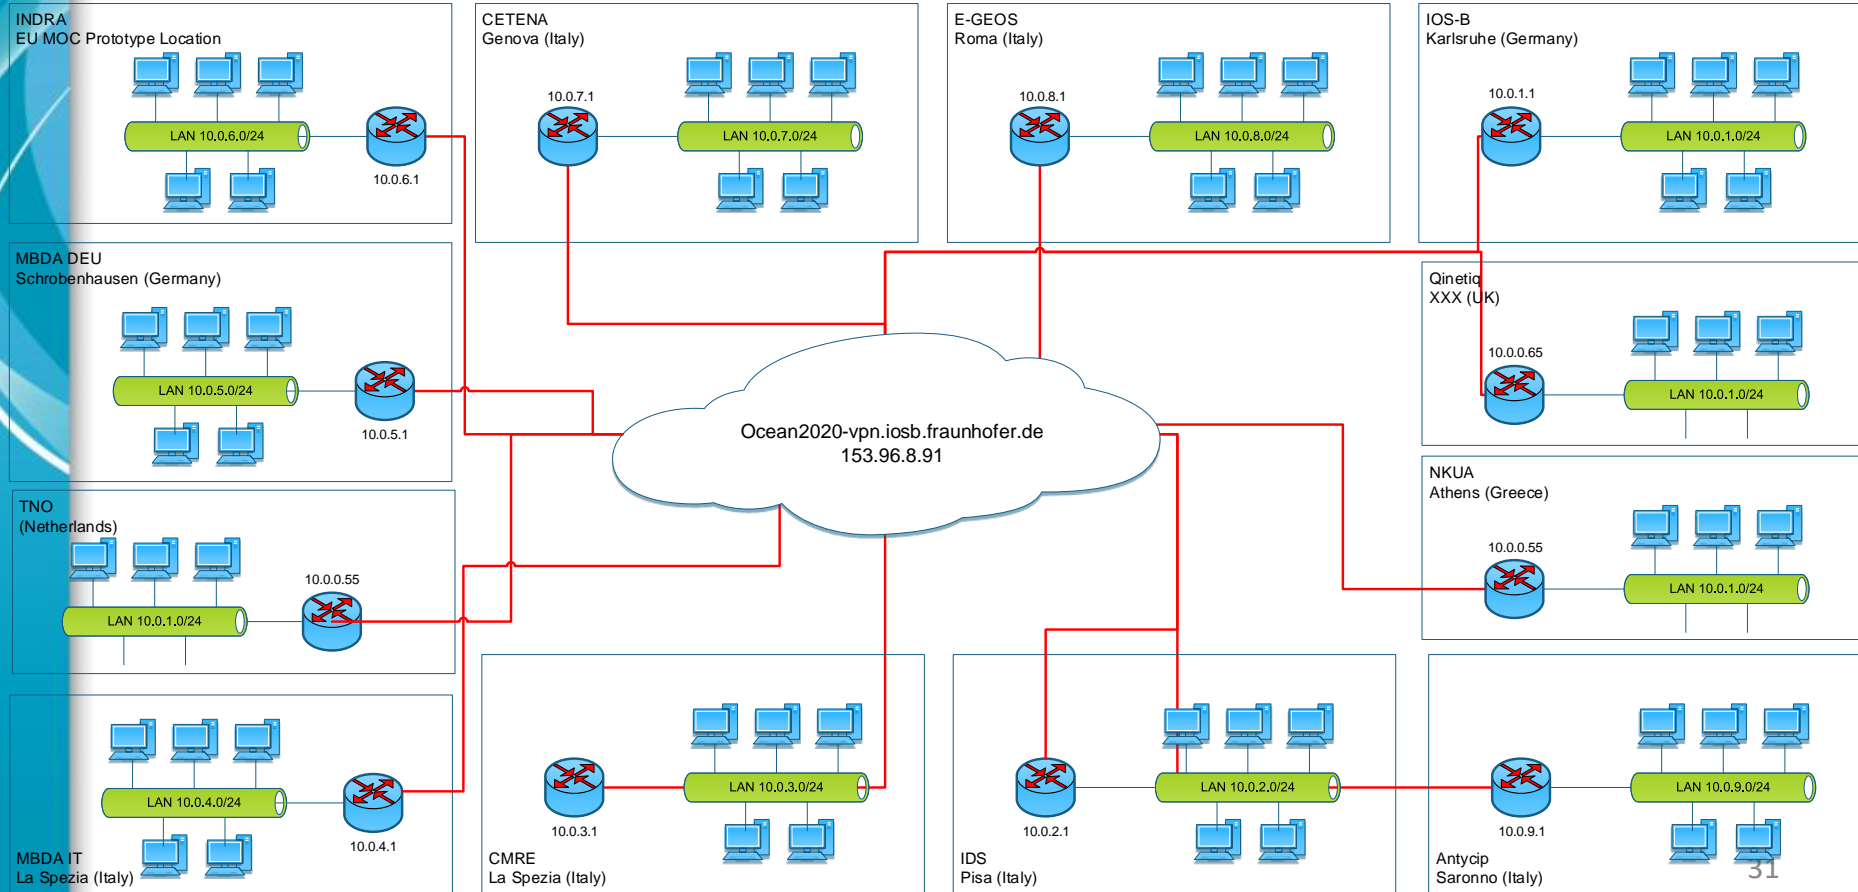 INDRA
EU MOC Prototype Location
LAN 10.0.6.0/24
10.0.6.1
CETENA
Genova (Italy)
10.0.7.1
LAN 10.0.7.0/24
E-GEOS
Roma (Italy)
10.0.8.1
LAN 10.0.8.0/24
IOS-B
Karlsruhe (Germany)
10.0.1.1
LAN 10.0.1.0/24
MBDA DEU
Schrobenhausen (Germany)
LAN 10.0.5.0/24
10.0.5.1
Qinetiq
XXX (UK)
10.0.0.65
LAN 10.0.1.0/24
Ocean2020-vpn.iosb.fraunhofer.de
153.96.8.91
TNO
(Netherlands)
10.0.0.55
LAN 10.0.1.0/24
NKUA
Athens (Greece)
10.0.0.55
LAN 10.0.1.0/24
LAN 10.0.4.0/24
10.0.4.1
MBDA IT
La Spezia (Italy)
LAN 10.0.3.0/24
10.0.3.1
CMRE
La Spezia (Italy)
LAN 10.0.2.0/24
10.0.2.1
IDS
Pisa (Italy)
LAN 10.0.9.0/24
10.0.9.1
Antycip
Saronno (Italy)
31